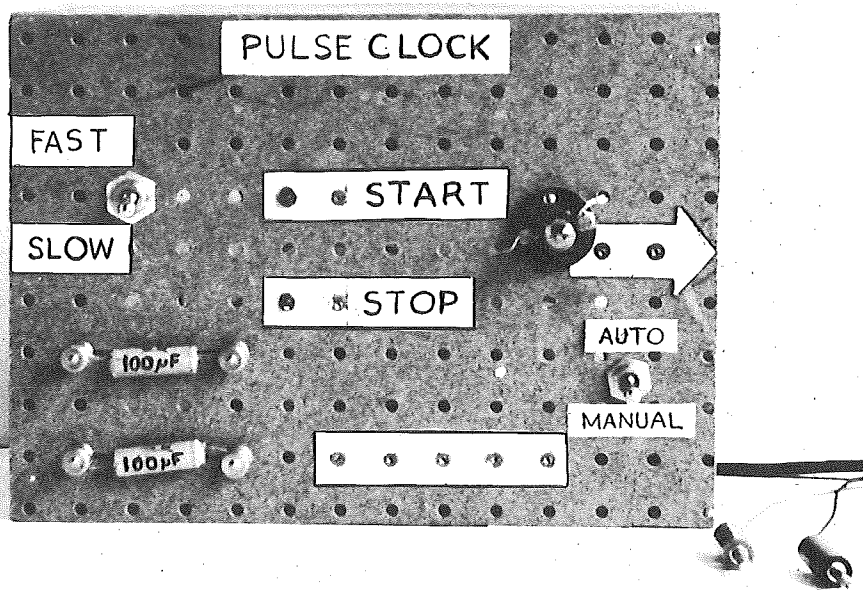 PULSE CLOCK
FAST
START
SLOW
STOP
AUTO
100µF
MANUAL
100µF